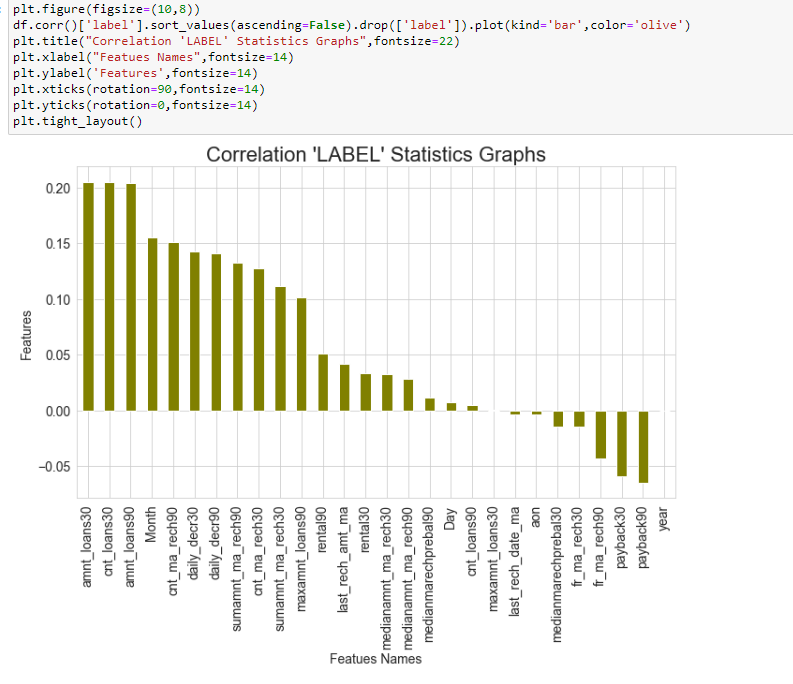 plt.figure(figsize=(10,8))
df.corr()['label'].sort_values(ascending=False).drop(['label']).plot(kind='bar',color='olive')
plt.title("Correlation 'LABEL' Statistics Graphs",fontsize=22)
plt.xlabel("Featues Names",fontsize=14)
plt.ylabel('Features',fontsize=14)
plt.xticks(rotation=90,fontsize=14)
plt.yticks(rotation=0,fontsize=14)
plt.tight_layout()
Correlation 'LABEL' Statistics Graphs
Features
0.20
0.15
0.10
0.05
0.00
−0.05
amnt_loans30
cnt_loans30
amnt_loans90
Month
cnt_ma_rech90
daily_decr30
daily_decr90
sumamnt_ma_rech90
cnt_ma_rech30
sumamnt_ma_rech30
maxamnt_loans90
rental90
last_rech_amt_ma
rental30
medianamnt_ma_rech30
medianamnt_ma_rech90
medianmarechprebal90
Day
cnt_loans90
maxamnt_loans30
last_rech_date_ma
aon
medianmarechprebal30
fr_ma_rech30
fr_ma_rech90
payback30
payback90
year
Featues Names